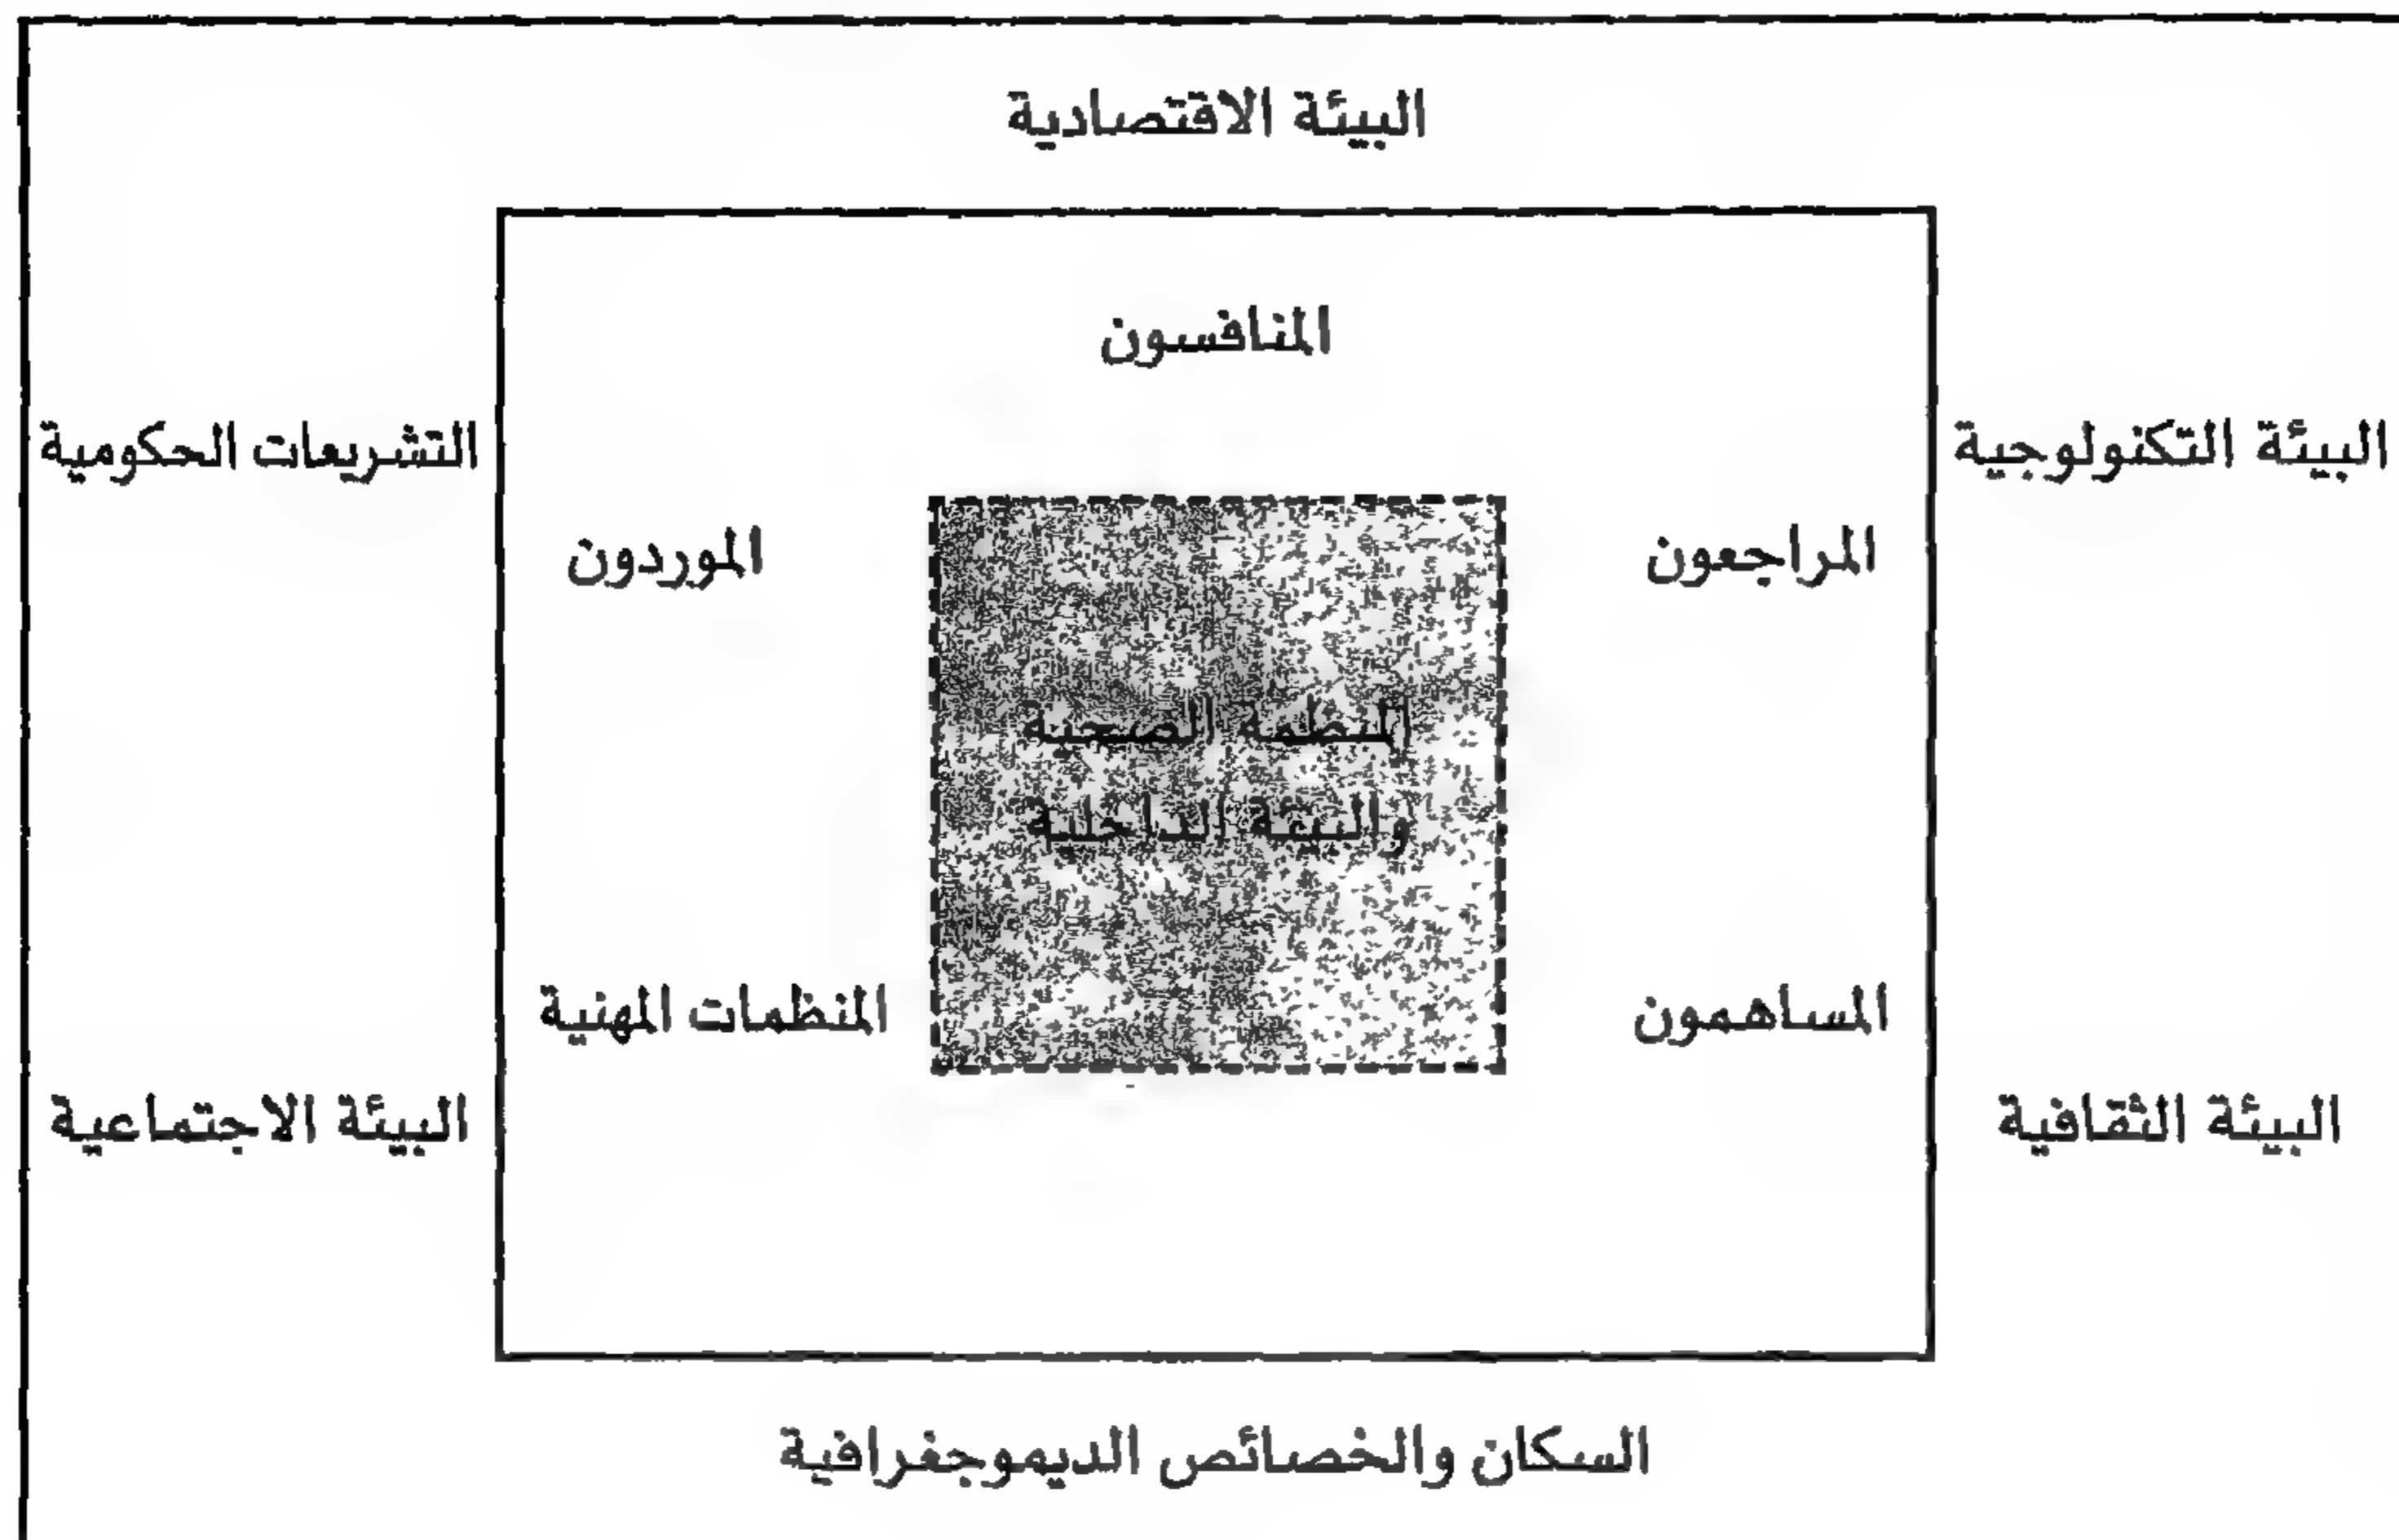 البيئة الاقتصادية
المنافسون
البيئة التكنولوجية
التشريعات الحكومية
المراجعون
الموردون
المنظمة الصحية
والبيئة الداخلية
المساهمون
المنظمات المهنية
البيئة الثقافية
البيئة الاجتماعية
السكان والخصائص الديموجغرافية